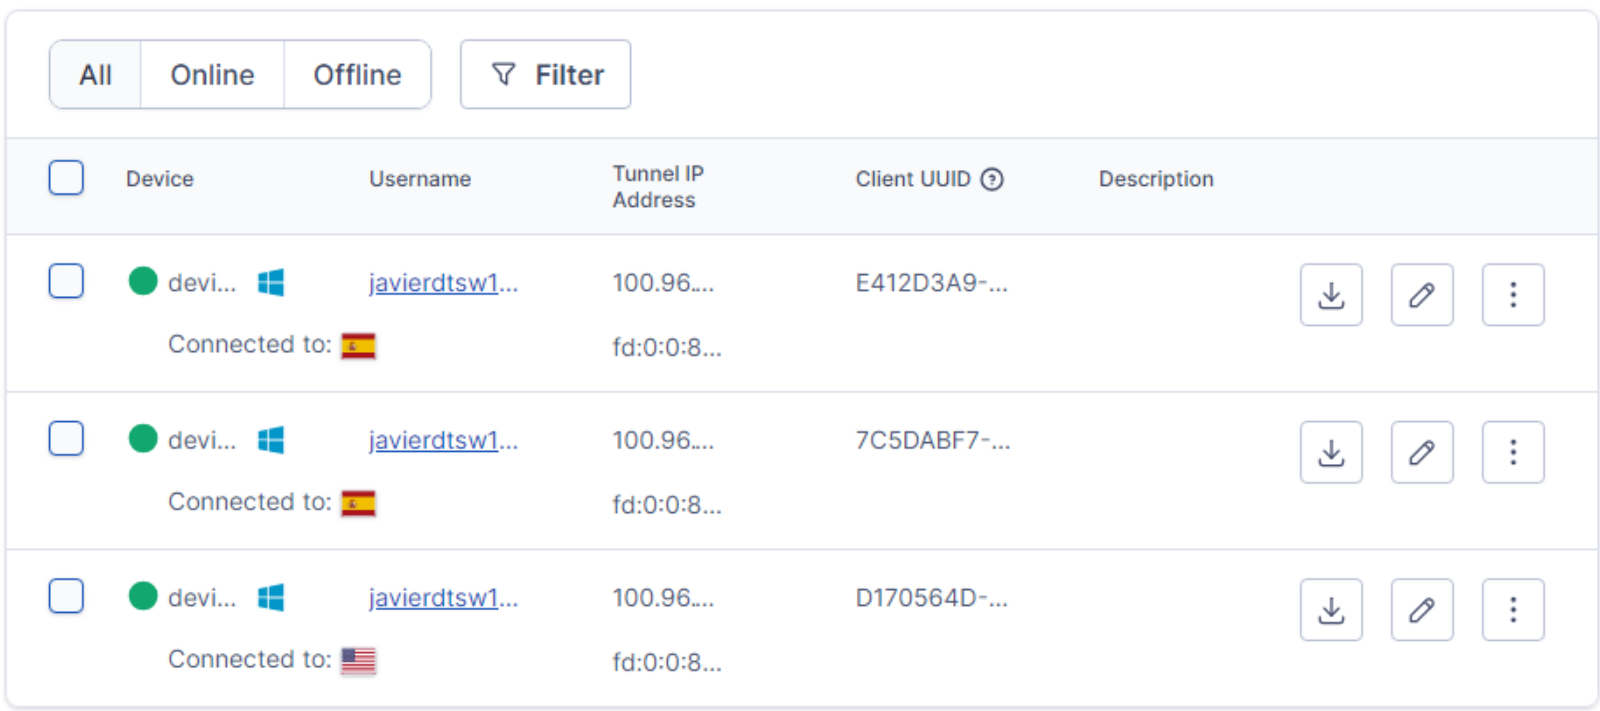 All Online Offline Filter
Device Username Tunnel IP Address Client UUID Description
devi... javierdtsw1... 100.96.... E412D3A9-...
Connected to: fd:0:0:8...
devi... javierdtsw1... 100.96.... 7C5DABF7-...
Connected to: fd:0:0:8...
devi... javierdtsw1... 100.96.... D170564D-...
Connected to: fd:0:0:8...